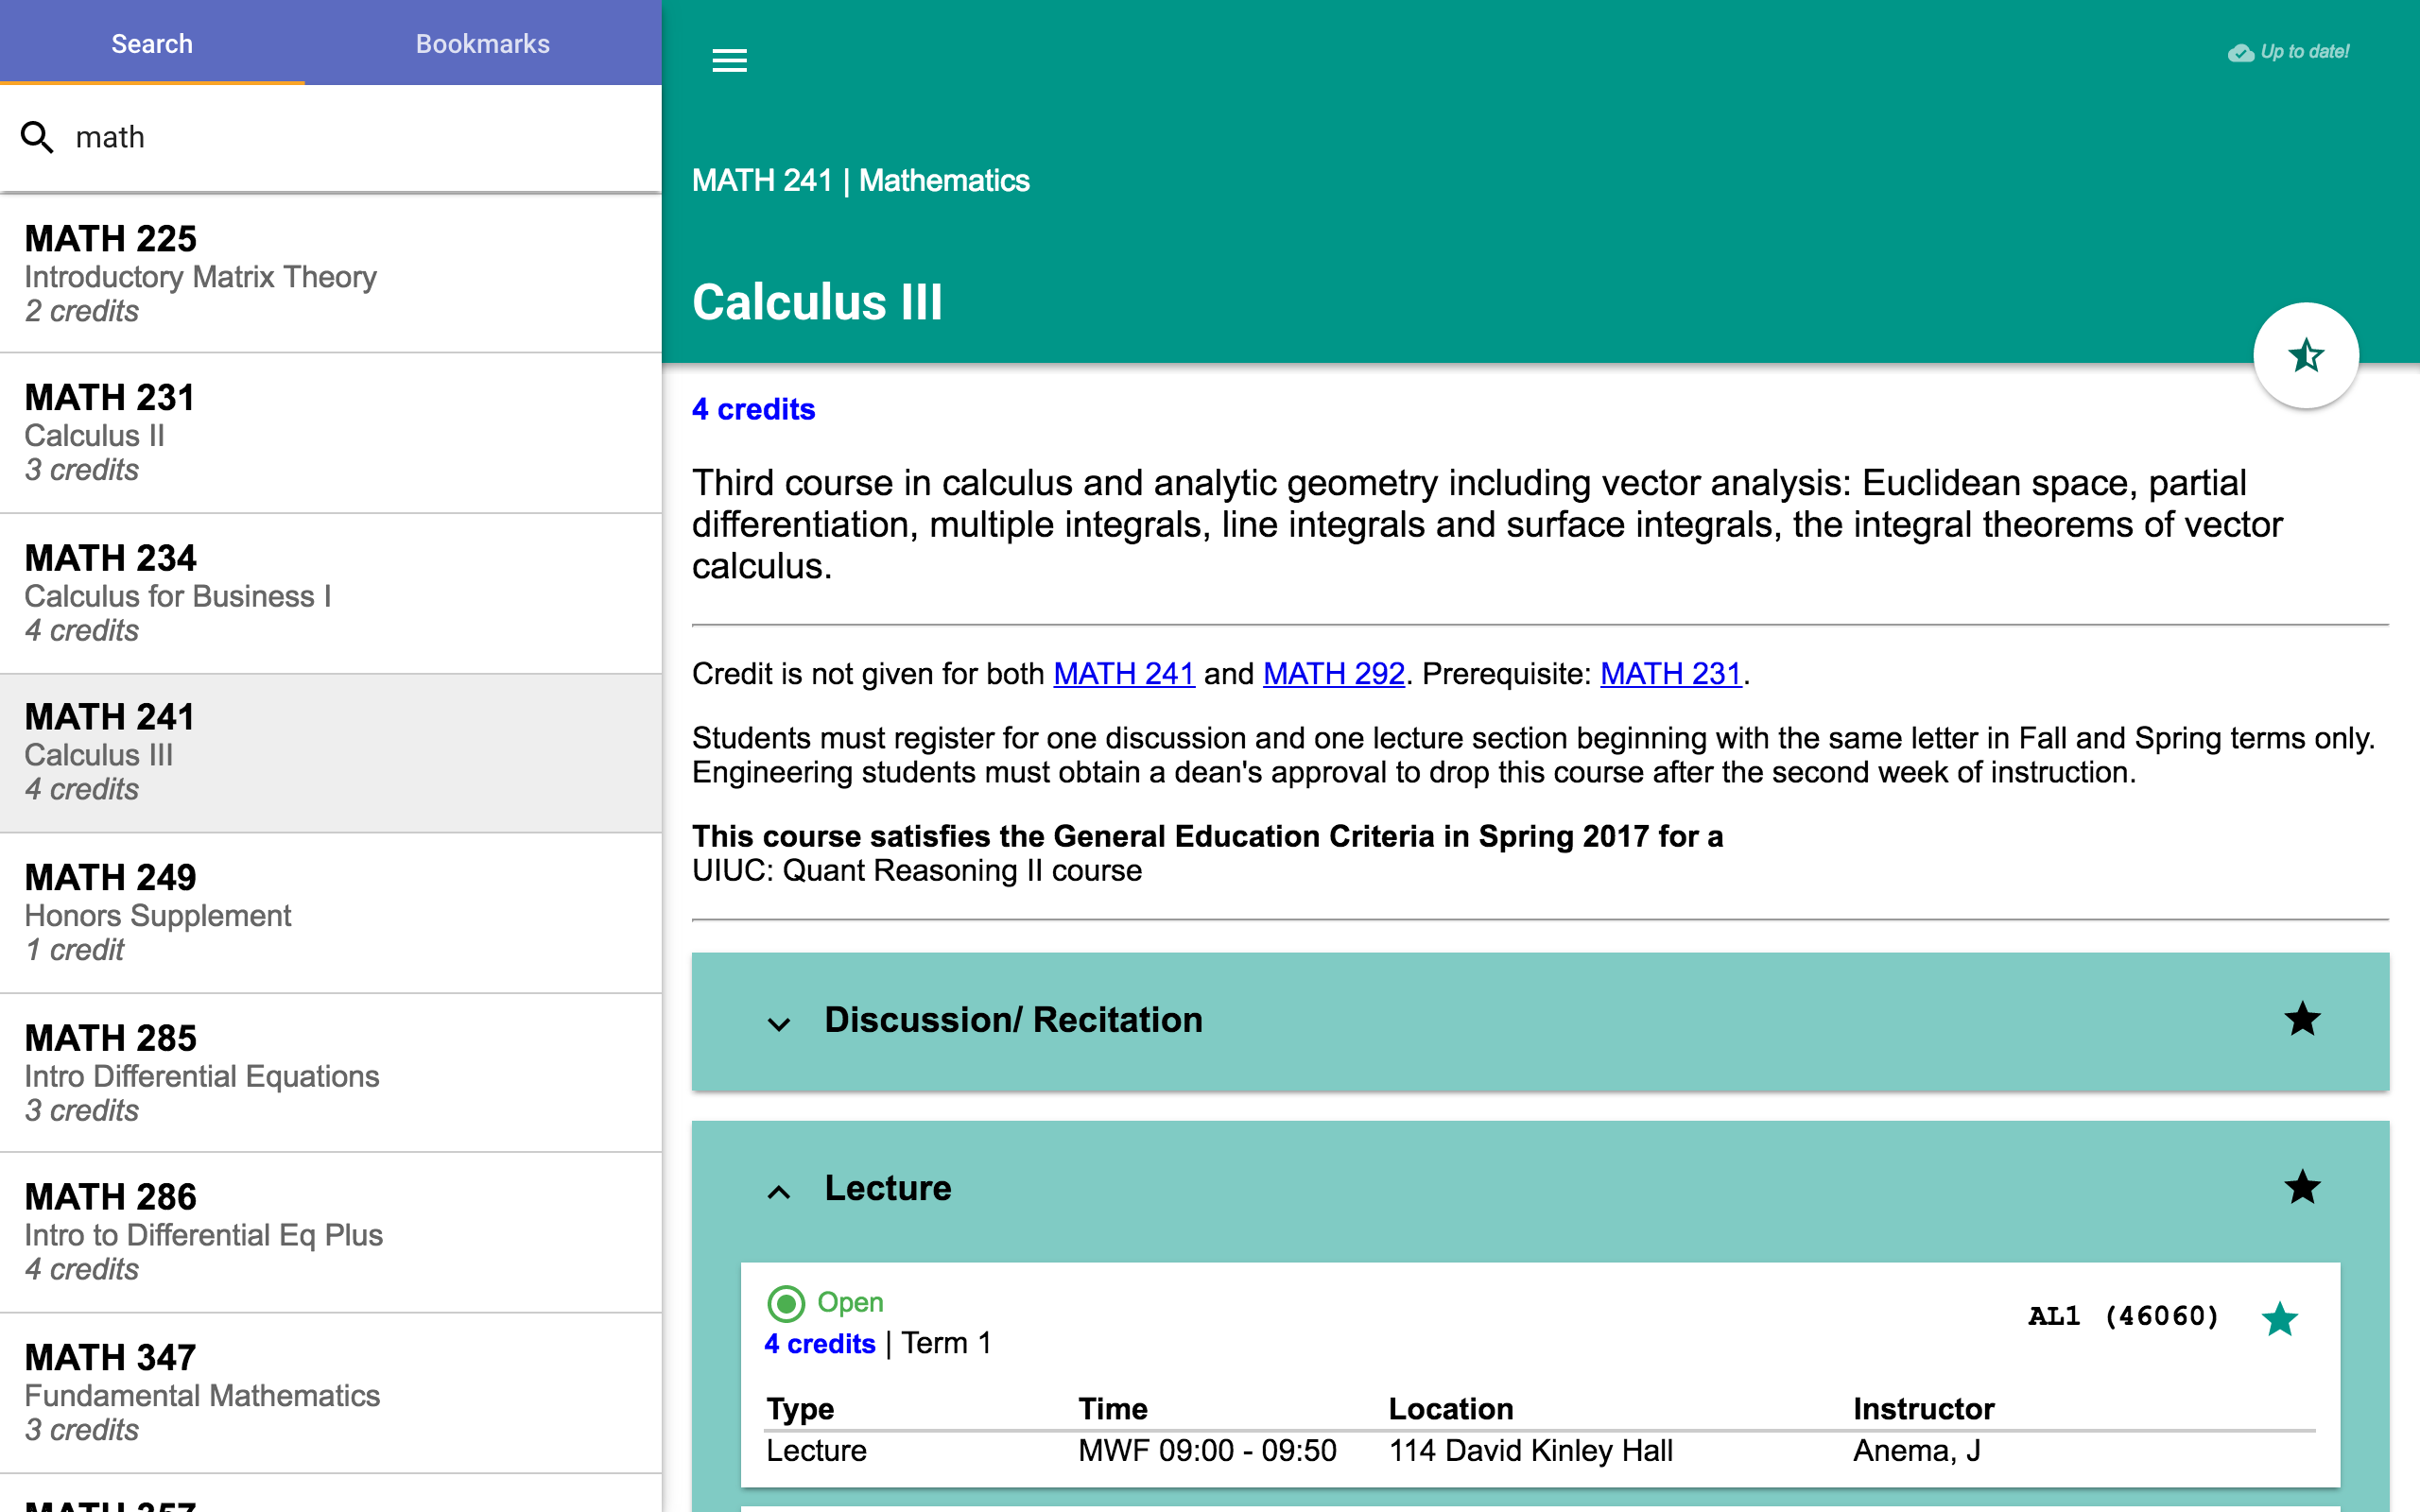 Search
Bookmarks
math
MATH 225
Introductory Matrix Theory
2 credits
MATH 231
Calculus II
3 credits
MATH 234
Calculus for Business I
4 credits
MATH 241
Calculus III
4 credits
MATH 249
Honors Supplement
1 credit
MATH 285
Intro Differential Equations
3 credits
MATH 286
Intro to Differential Eq Plus
4 credits
MATH 347
Fundamental Mathematics
3 credits
MATH 357
Up to date!
MATH 241 | Mathematics
Calculus III
4 credits
Third course in calculus and analytic geometry including vector analysis: Euclidean space, partial
differentiation, multiple integrals, line integrals and surface integrals, the integral theorems of vector
calculus.
Credit is not given for both MATH 241 and MATH 292. Prerequisite: MATH 231.
Students must register for one discussion and one lecture section beginning with the same letter in Fall and Spring terms only.
Engineering students must obtain a dean's approval to drop this course after the second week of instruction.
This course satisfies the General Education Criteria in Spring 2017 for a
UIUC: Quant Reasoning II course
Discussion/ Recitation
Lecture
Open
AL1 (46060)
4 credits | Term 1
Type Time Location Instructor
Lecture MWF 09:00 - 09:50 114 David Kinley Hall Anema, J